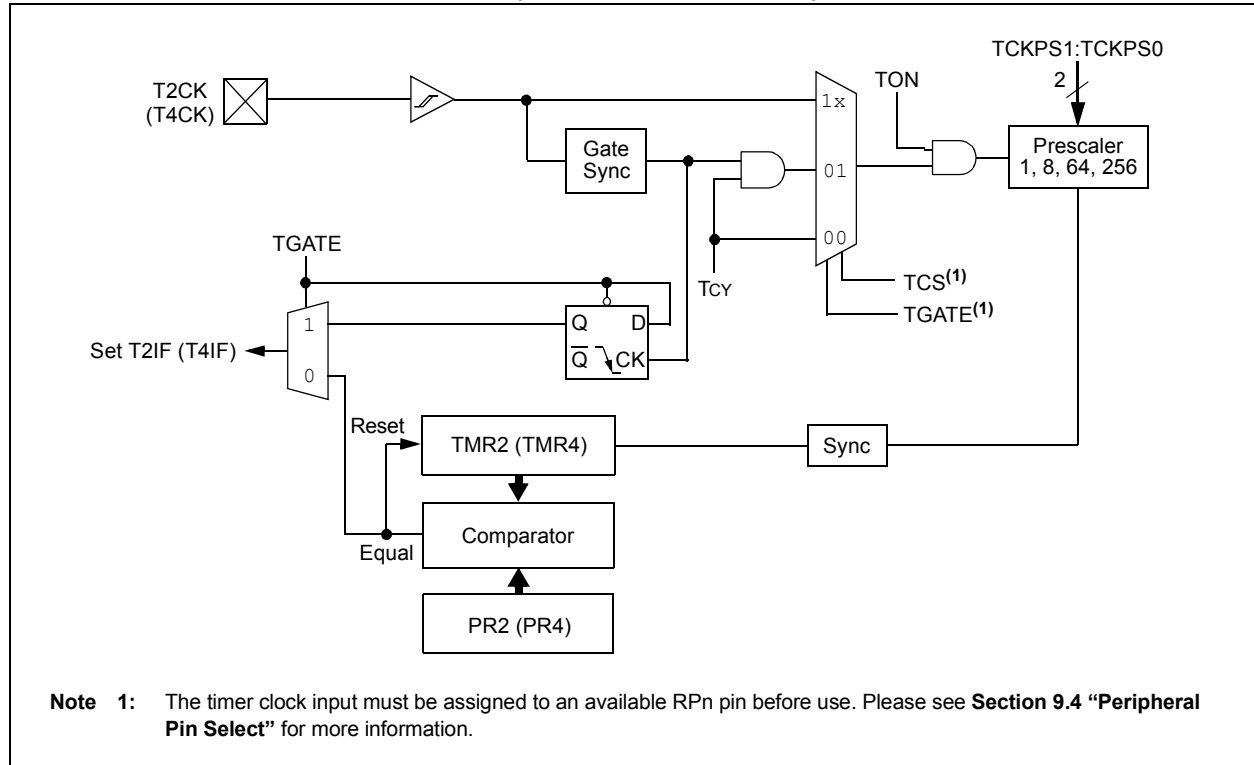 TCKPS1:TCKPS0
2
TON
T2CK
(T4CK)
1x
Gate
Sync
01
Prescaler
1, 8, 64, 256
00
TGATE
TCY
TCS(1)
TGATE(1)
1
Q D
Q CK
Set T2IF (T4IF)
0
Reset
TMR2 (TMR4)
Sync
Equal
Comparator
PR2 (PR4)
Note 1: The timer clock input must be assigned to an available RPn pin before use. Please see Section 9.4 “Peripheral
Pin Select” for more information.